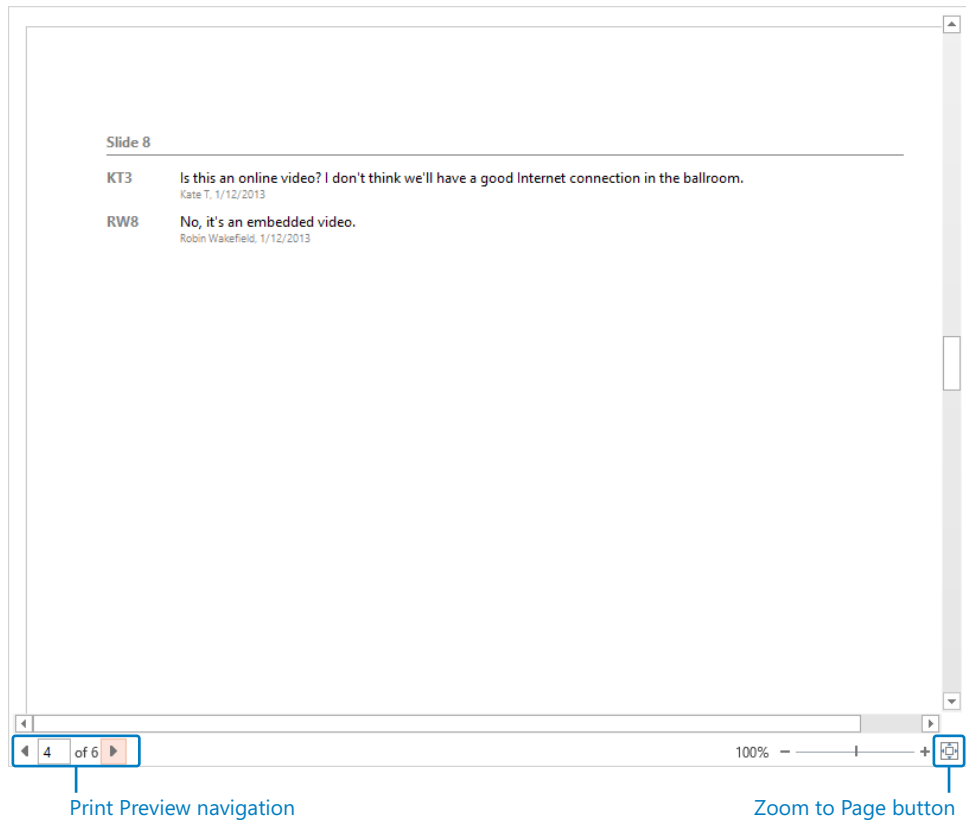 Slide 8
KT3 Is this an online video? I don't think we'll have a good Internet connection in the ballroom.
Kate T, 1/12/2013
RW8 No, it's an embedded video.
Robin Wakefield, 1/12/2013
4 of 6 100%
Print Preview navigation Zoom to Page button